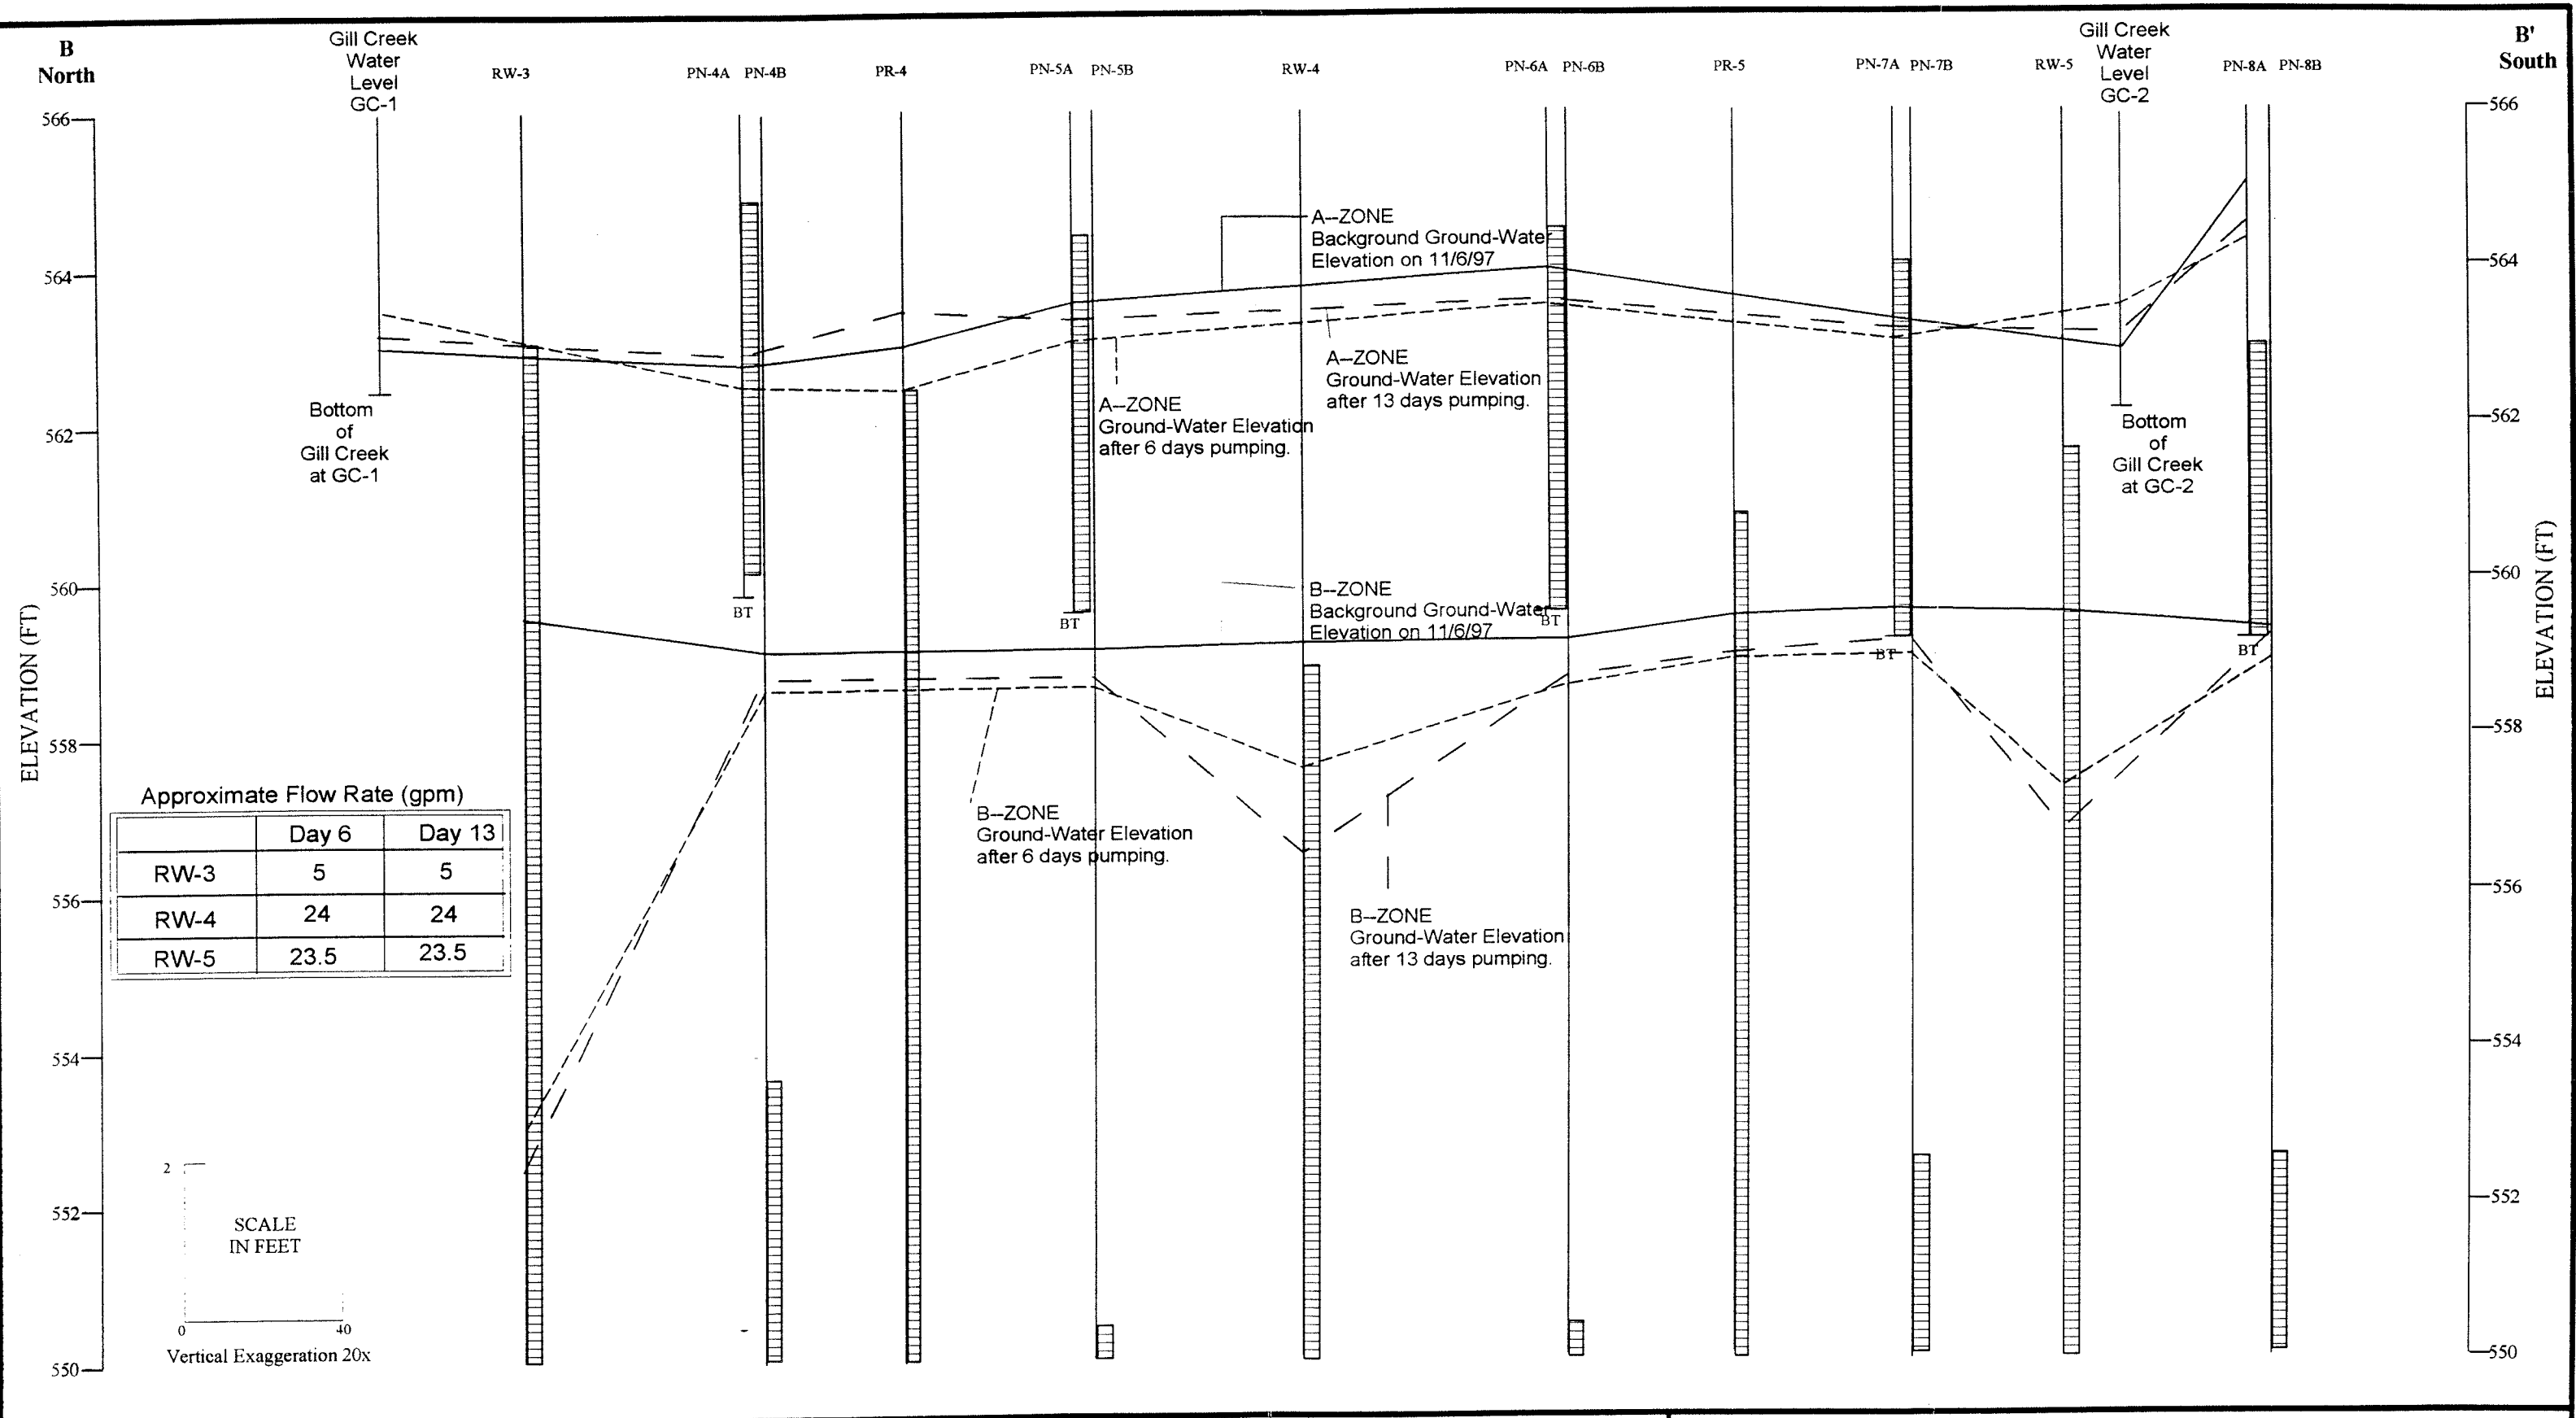 B
North
Gill Creek
Water
Level
GC-1
RW-3
PN-4A PN-4B
PR-4
PN-5A PN-5B
RW-4
PN-6A PN-6B
PR-5
PN-7A PN-7B
RW-5
Gill Creek
Water
Level
GC-2
PN-8A PN-8B
B'
South
566
564
562
560
558
556
554
552
550
ELEVATION (FT)
A--ZONE
Background Ground-Water
Elevation on 11/6/97
A--ZONE
Ground-Water Elevation
after 13 days pumping.
A--ZONE
Ground-Water Elevation
after 6 days pumping.
Bottom
of
Gill Creek
at GC-1
Bottom
of
Gill Creek
at GC-2
BT
BT
BT
BT
BT
B--ZONE
Background Ground-Water
Elevation on 11/6/97
B--ZONE
Ground-Water Elevation
after 6 days pumping.
B--ZONE
Ground-Water Elevation
after 13 days pumping.
Approximate Flow Rate (gpm)
Day 6 Day 13
RW-3 5 5
RW-4 24 24
RW-5 23.5 23.5
2
SCALE
IN FEET
0 40
Vertical Exaggeration 20x
566
564
562
560
558
556
554
552
550
ELEVATION (FT)